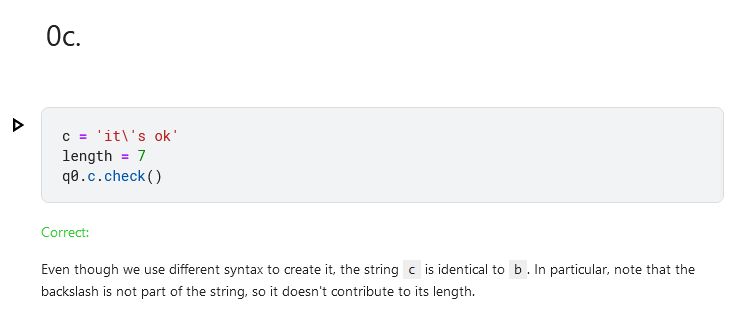 0c.
c = 'it\'s ok'
length = 7
q0.c.check()
Correct:
Even though we use different syntax to create it, the string c is identical to b . In particular, note that the
backslash is not part of the string, so it doesn't contribute to its length.